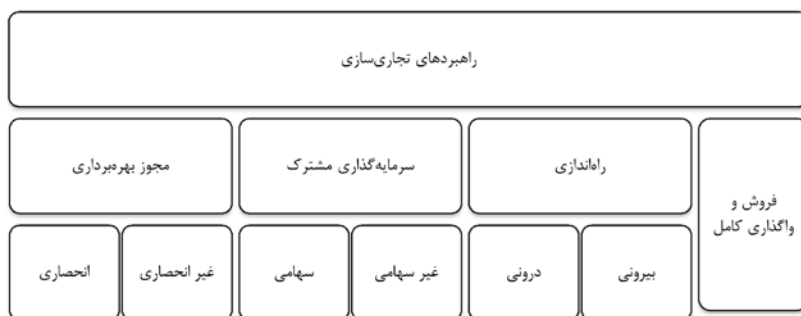 راهبردهای تجاری‌سازی
فروش و
واگذاری کامل
راه‌اندازی
سرمایه‌گذاری مشترک
مجوز بهره‌برداری
بیرونی
درونی
غیر سهامی
سهامی
غیر انحصاری
انحصاری